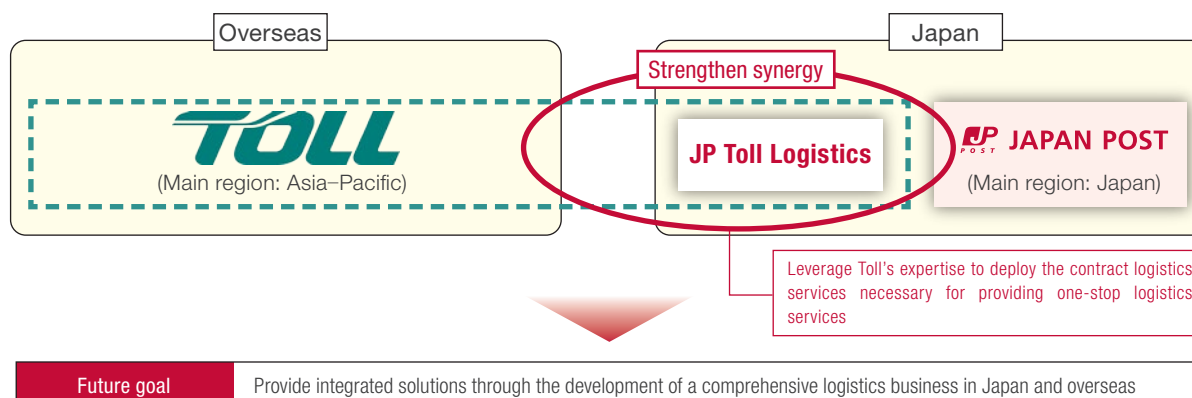 Overseas
Japan
Strengthen synergy
TOLL
(Main region: Asia–Pacific)
JP Toll Logistics
JP POST JAPAN POST
(Main region: Japan)
Leverage Toll's expertise to deploy the contract logistics
services necessary for providing one-stop logistics
services
Future goal
Provide integrated solutions through the development of a comprehensive logistics business in Japan and overseas